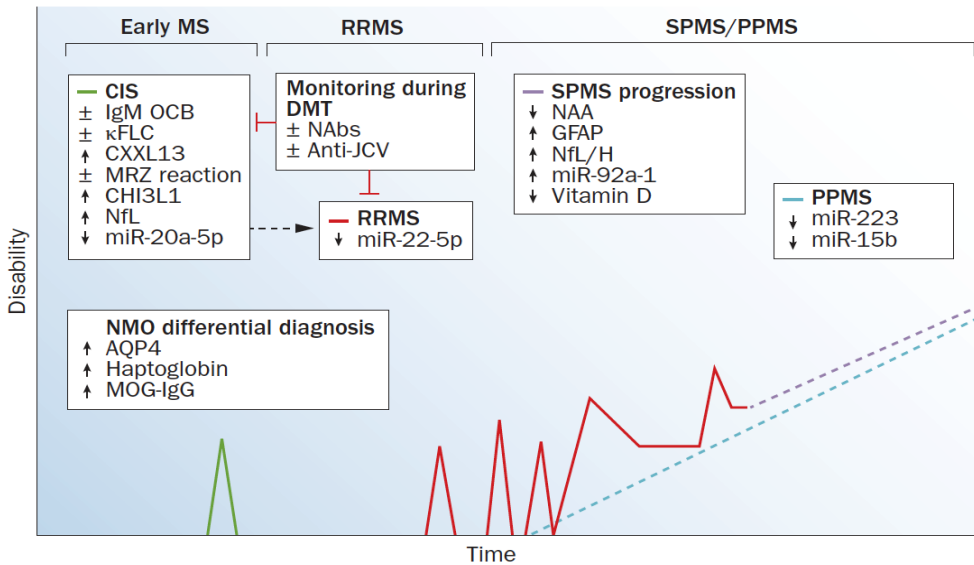 Early MS
RRMS
SPMS/PPMS
CIS
± IgM OCB
± κFLC
↑ CXXL13
± MRZ reaction
↑ CHI3L1
↑ NfL
↓ miR-20a-5p
Monitoring during
DMT
± NAbs
± Anti-JCV
RRMS
↓ miR-22-5p
SPMS progression
↓ NAA
↑ GFAP
↑ NfL/H
↑ miR-92a-1
↓ Vitamin D
PPMS
↓ miR-223
↓ miR-15b
NMO differential diagnosis
↑ AQP4
↑ Haptoglobin
↑ MOG-IgG
Disability
Time